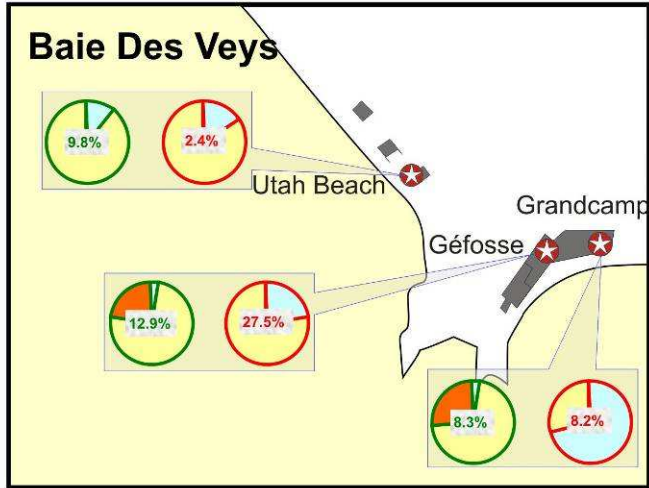 Baie Des Veys
9.8%
2.4%
Utah Beach
Grandcamp
Géfosse
12.9%
27.5%
8.3%
8.2%